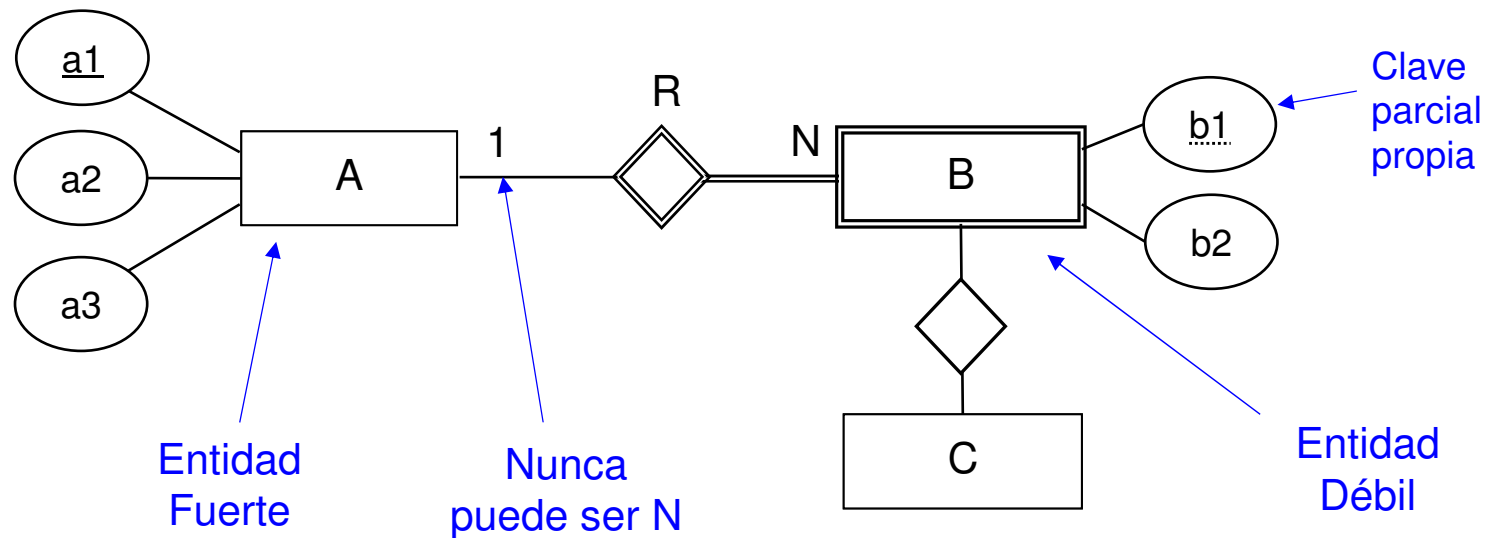 a1
a2
a3
A
1
R
N
B
b1
b2
C
Clave
parcial
propia
Entidad
Fuerte
Nunca
puede ser N
Entidad
Débil